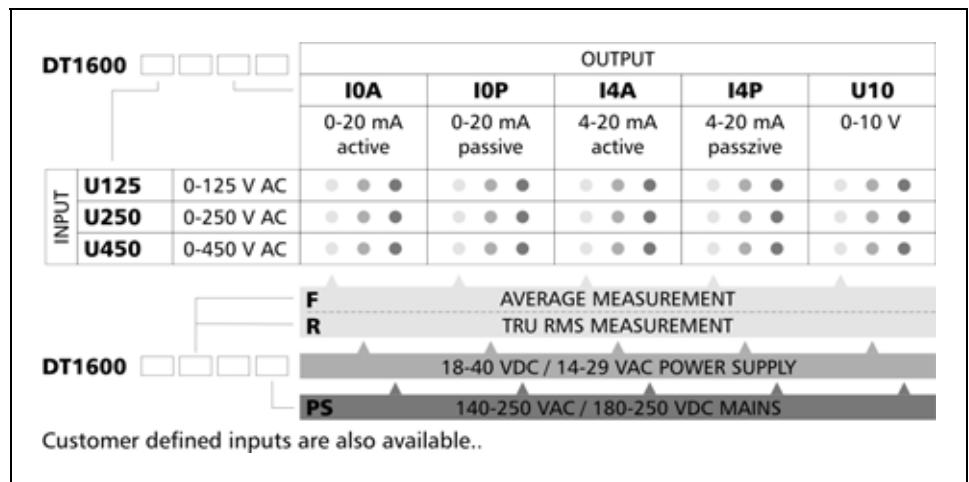 DT1600
OUTPUT
I0A I0P I4A I4P U10
0-20 mA active 0-20 mA passive 4-20 mA active 4-20 mA passzive 0-10 V
INPUT
U125 0-125 V AC
U250 0-250 V AC
U450 0-450 V AC
F AVERAGE MEASUREMENT
R TRU RMS MEASUREMENT
DT1600
18-40 VDC / 14-29 VAC POWER SUPPLY
PS 140-250 VAC / 180-250 VDC MAINS
Customer defined inputs are also available..